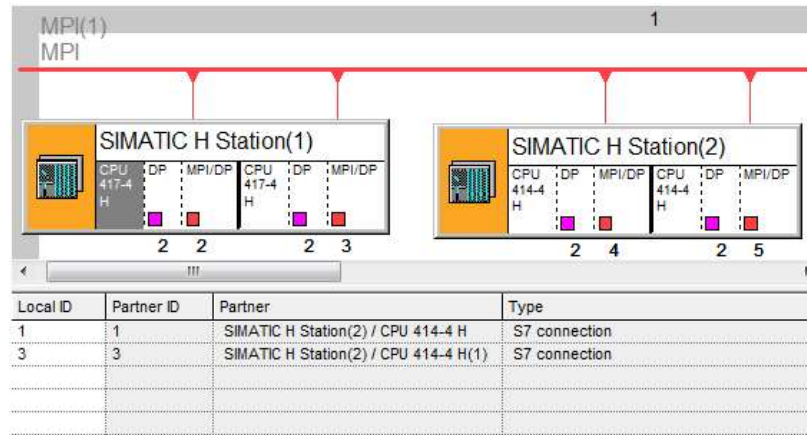 1
MPI(1)
MPI
SIMATIC H Station(1)
CPU 417-4 H DP MPI/DP CPU 417-4 H DP MPI/DP
2 2 2 3
SIMATIC H Station(2)
CPU 414-4 H DP MPI/DP CPU 414-4 H DP MPI/DP
2 4 2 5
Local ID Partner ID Partner Type
1 1 SIMATIC H Station(2) / CPU 414-4 H S7 connection
3 3 SIMATIC H Station(2) / CPU 414-4 H(1) S7 connection